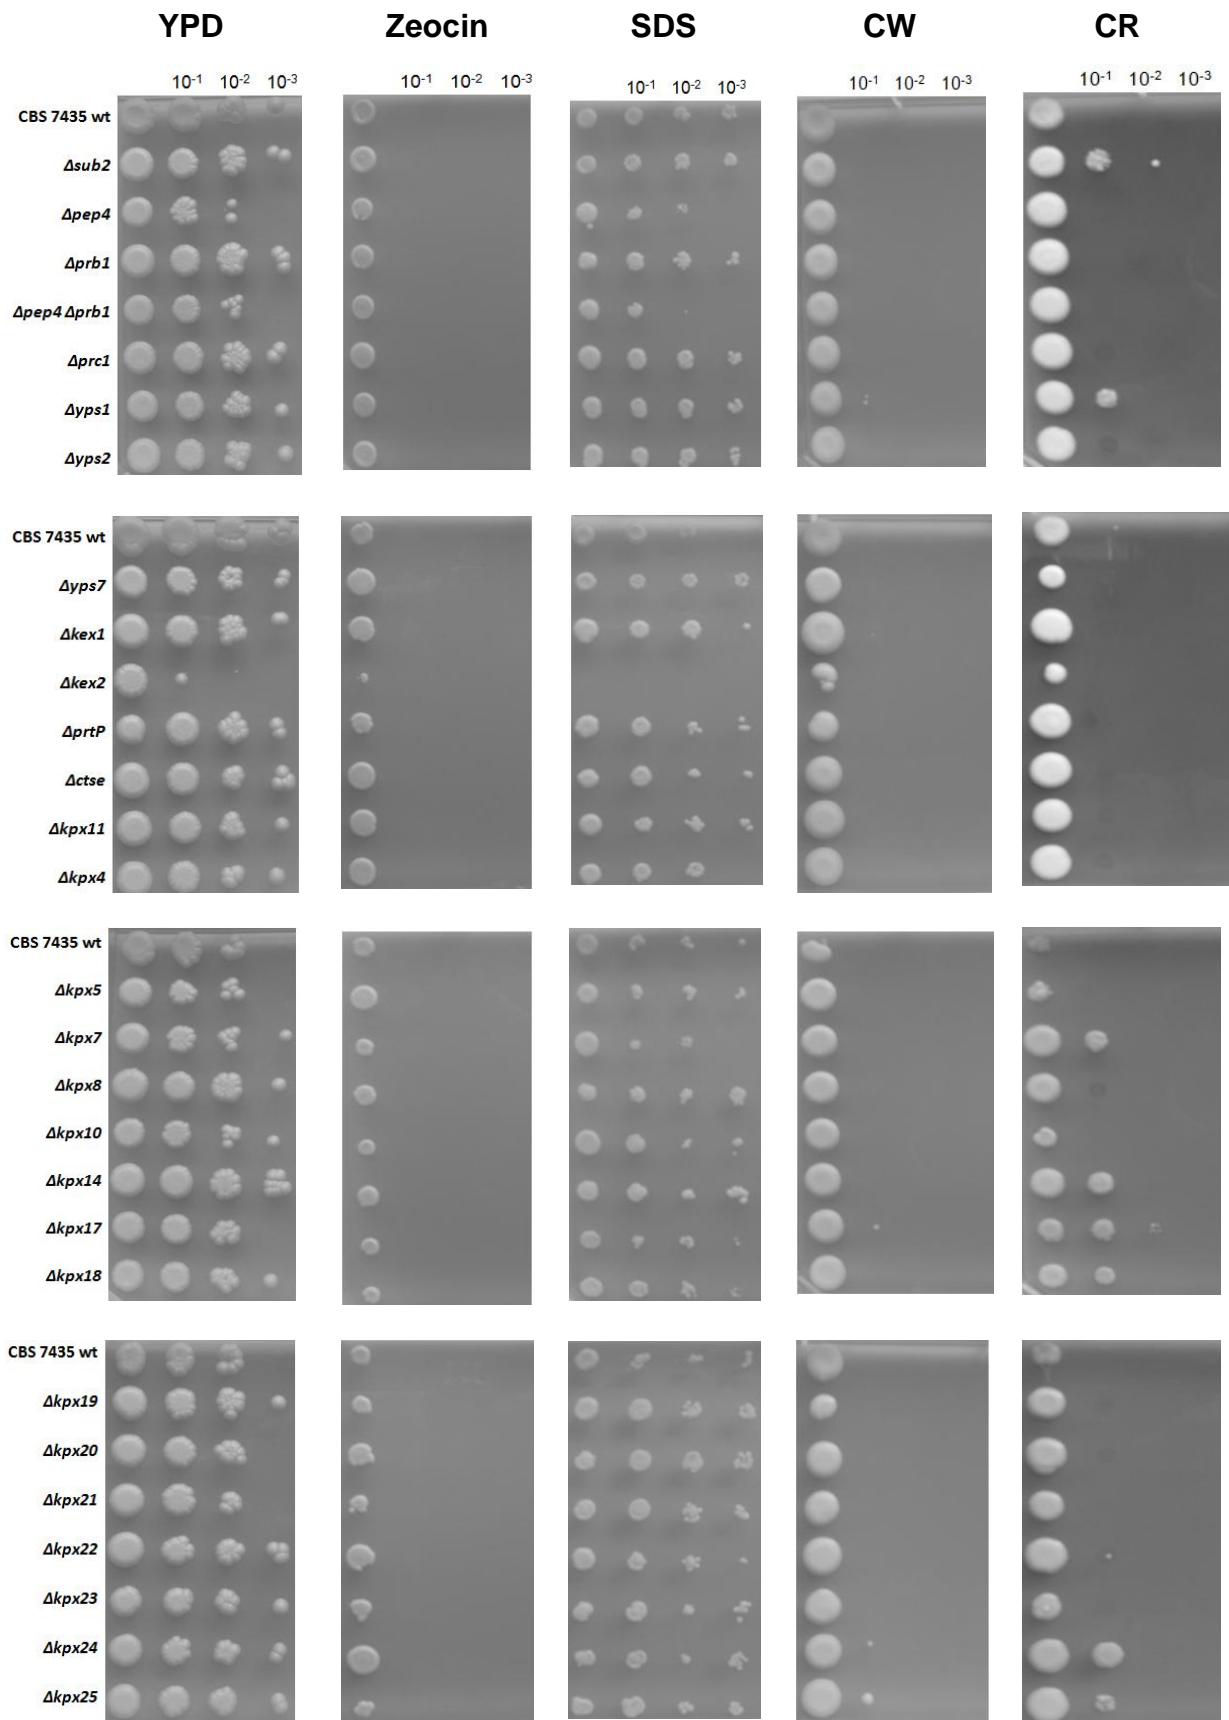 YPD Zeocin SDS CW CR
10⁻¹ 10⁻² 10⁻³ 10⁻¹ 10⁻² 10⁻³ 10⁻¹ 10⁻² 10⁻³ 10⁻¹ 10⁻² 10⁻³ 10⁻¹ 10⁻² 10⁻³
CBS 7435 wt
Δsub2
Δpep4
Δprb1
Δpep4 Δprb1
Δprc1
Δyps1
Δyps2
CBS 7435 wt
Δyps7
Δkex1
Δkex2
ΔprtP
Δctse
Δkpx11
Δkpx4
CBS 7435 wt
Δkpx5
Δkpx7
Δkpx8
Δkpx10
Δkpx14
Δkpx17
Δkpx18
CBS 7435 wt
Δkpx19
Δkpx20
Δkpx21
Δkpx22
Δkpx23
Δkpx24
Δkpx25